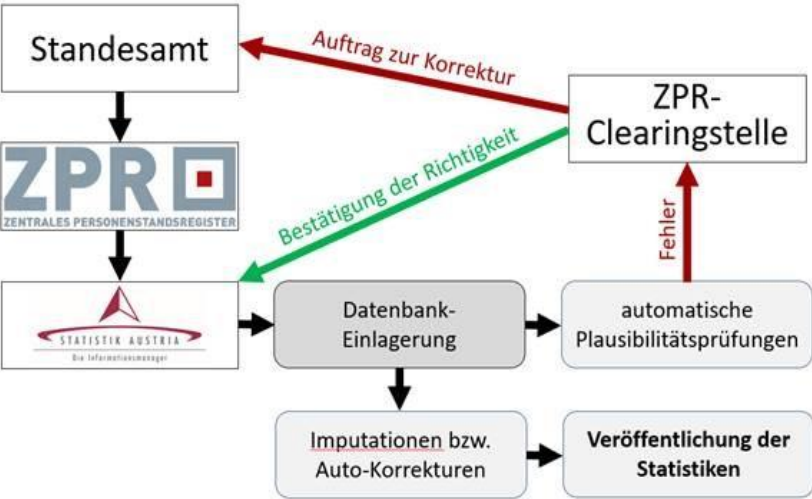 Standesamt
Auftrag zur Korrektur
ZPR-
Clearingstelle
ZPR
ZENTRALES PERSONENSTANDSREGISTER
Bestätigung der Richtigkeit
Fehler
STATISTIK AUSTRIA
Die Informationsmanager
Datenbank-
Einlagerung
automatische
Plausibilitätsprüfungen
Imputationen bzw.
Auto-Korrekturen
Veröffentlichung der
Statistiken